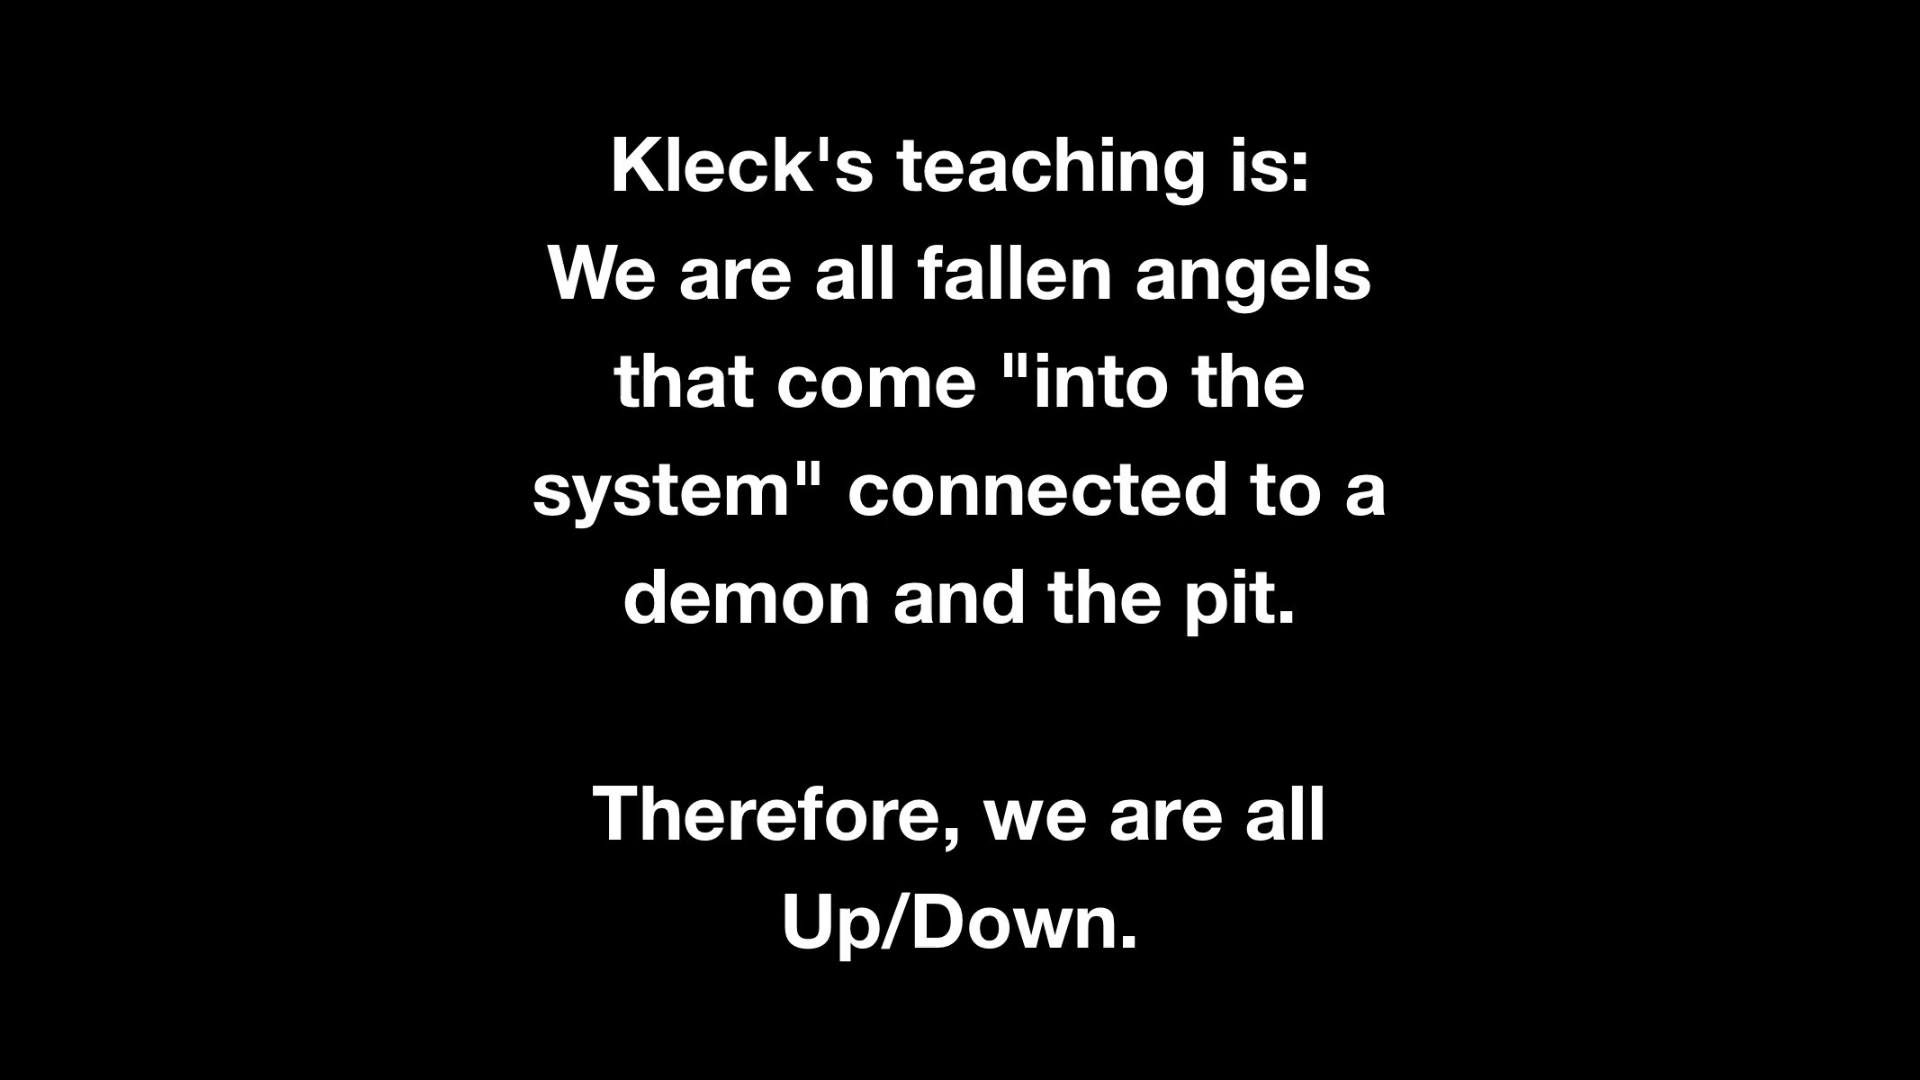 Kleck's teaching is:
We are all fallen angels
that come "into the
system" connected to a
demon and the pit.
Therefore, we are all
Up/Down.